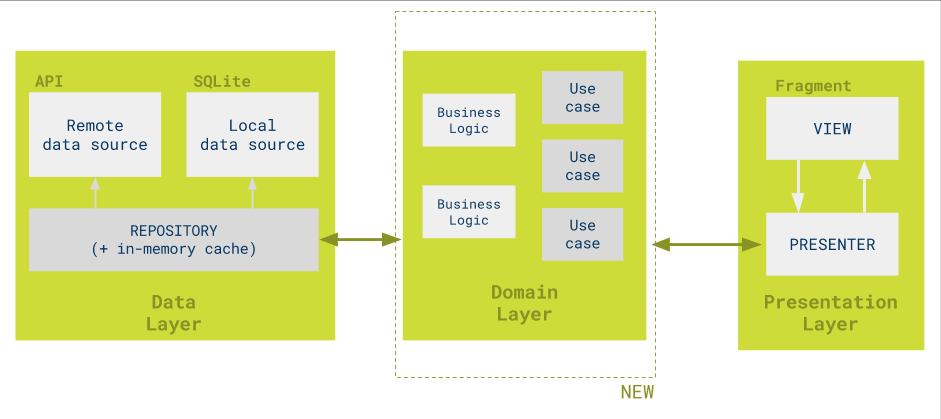 API
SQLite
Remote
data source
Local
data source
REPOSITORY
(+ in-memory cache)
Data
Layer
Business
Logic
Business
Logic
Use
case
Use
case
Use
case
Domain
Layer
NEW
Fragment
VIEW
PRESENTER
Presentation
Layer